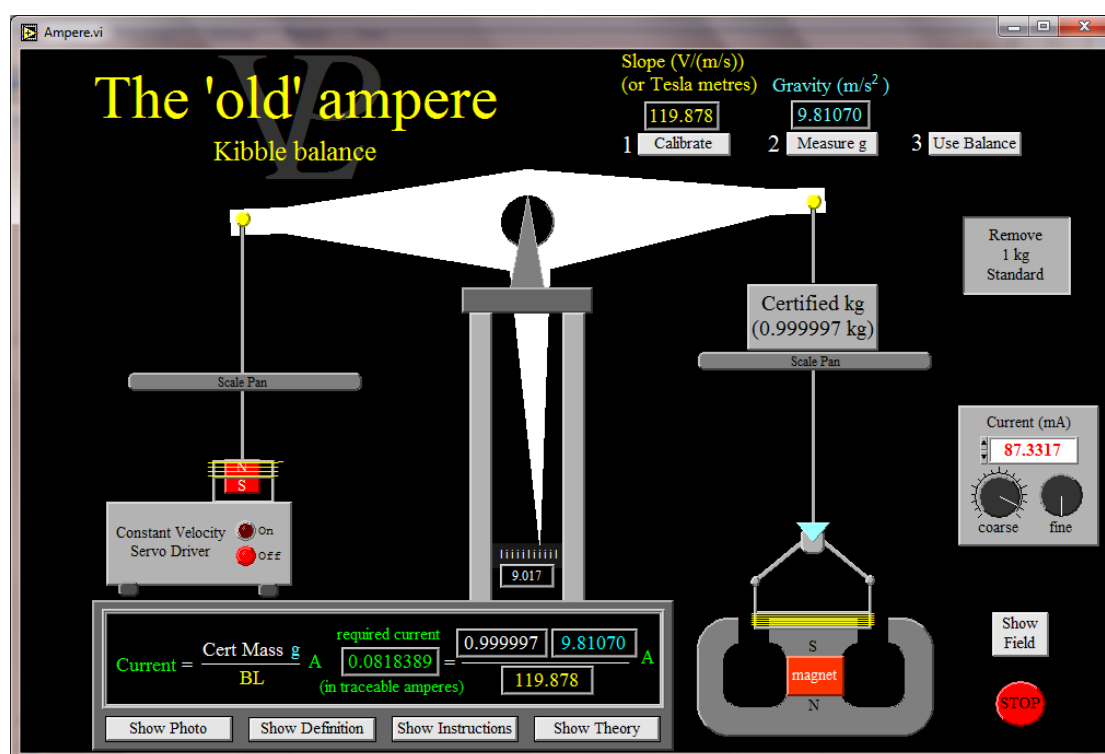 Ampere.vi
The 'old' ampere
Kibble balance
VPL
Slope (V/(m/s))
(or Tesla metres)
119.878
1 Calibrate
Gravity (m/s²)
9.81070
2 Measure g
3 Use Balance
Remove
1 kg
Standard
Certified kg
(0.999997 kg)
Scale Pan
Scale Pan
Current (mA)
87.3317
coarse
fine
N
S
Constant Velocity
Servo Driver
On
Off
9.017
Current = Cert Mass g / BL A
required current
0.0818389 = 0.999997 9.81070 / 119.878 A
(in traceable amperes)
S
magnet
N
Show
Field
STOP
Show Photo
Show Definition
Show Instructions
Show Theory